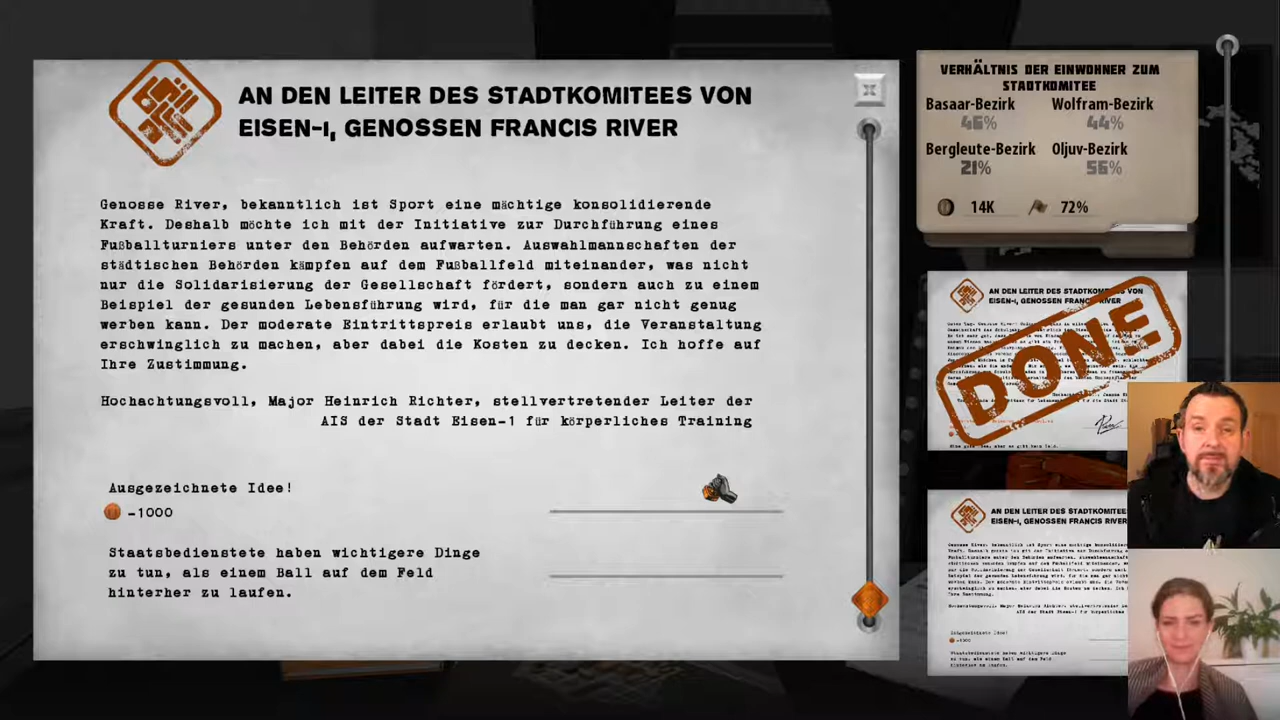 AN DEN LEITER DES STADTKOMITEES VON
EISEN-1, GENOSSEN FRANCIS RIVER
Genosse River, bekanntlich ist Sport eine mächtige konsolidierende
Kraft. Deshalb möchte ich mit der Initiative zur Durchführung eines
Fußballturniers unter den Behörden aufwarten. Auswahlmannschaften der
städtischen Behörden kämpfen auf dem Fußballfeld miteinander, was nicht
nur die Solidarisierung der Gesellschaft fördert, sondern auch zu einem
Beispiel der gesunden Lebensführung wird, für die man gar nicht genug
werben kann. Der moderate Eintrittspreis erlaubt uns, die Veranstaltung
erschwinglich zu machen, aber dabei die Kosten zu decken. Ich hoffe auf
Ihre Zustimmung.
Hochachtungsvoll, Major Heinrich Richter, stellvertretender Leiter der
AIS der Stadt Eisen-1 für körperliches Training
Ausgezeichnete Idee!
-1000
Staatsbedienstete haben wichtigere Dinge
zu tun, als einem Ball auf dem Feld
hinterher zu laufen.
VERHÄLTNIS DER EINWOHNER ZUM
STADTKOMITEE
Basaar-Bezirk Wolfram-Bezirk
46% 44%
Bergleute-Bezirk Oljuv-Bezirk
21% 56%
14K 72%
AN DEN LEITER DES STADTKOMITEES VON
EISEN-1, GENOSSEN FRANCIS RIVER
DONE
AN DEN LEITER DES STADTKOMITEES
EISEN-1, GENOSSEN FRANCIS RIVER